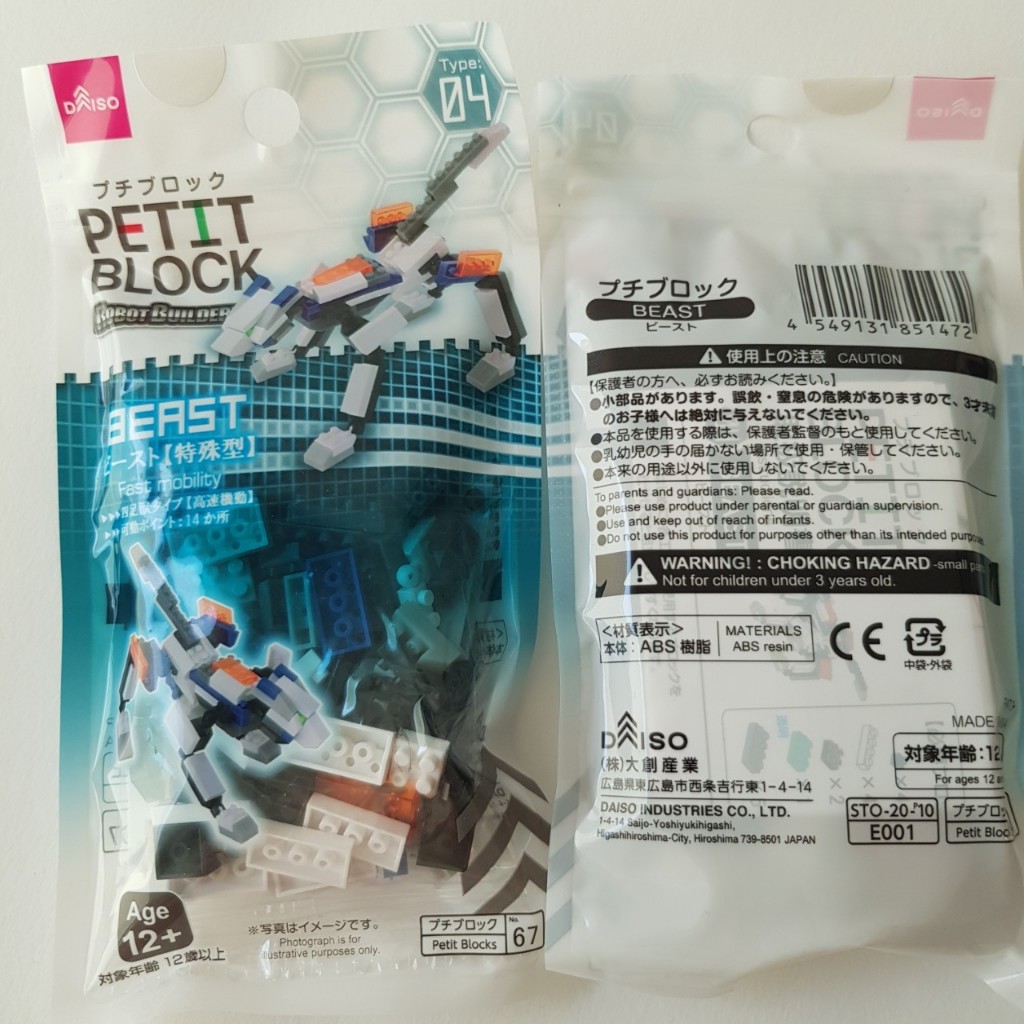 DAISO
Type:
04
プチブロック
PETIT
BLOCK
ROBOT BUILDER
BEAST
ビースト【特殊型】
Fast mobility
▶▶▶四足獣タイプ【高速機動】
▶▶▶可動ポイント:14か所
Age
12+
対象年齢 12歳以上
※写真はイメージです。
Photograph is for
illustrative purposes only.
プチブロック
Petit Blocks
No.
67
プチブロック
BEAST
ビースト
4 549131 851472
使用上の注意 CAUTION
【保護者の方へ、必ずお読みください。】
●小部品があります。誤飲・窒息の危険がありますので、3才未満
のお子様へは絶対に与えないでください。
●本品を使用する際は、保護者監督のもと使用してください。
●乳幼児の手の届かない場所で使用・保管してください。
●本来の用途以外に使用しないでください。
To parents and guardians: Please read.
●Please use product under parental or guardian supervision.
●Use and keep out of reach of infants.
●Do not use this product for purposes other than its intended purpose
WARNING! : CHOKING HAZARD -small
Not for children under 3 years old.
<材質表示>
本体:ABS樹脂
MATERIALS
ABS resin
CE
プラ
中袋・外袋
DAISO
(株)大創産業
広島県東広島市西条吉行東1-4-14
DAISO INDUSTRIES CO., LTD.
1-4-14 Saijo-Yoshiyukihigashi,
Higashihiroshima-City, Hiroshima 739-8501 JAPAN
MADE
対象年齢:12
For ages 12
STO-20-'10
E001
プチブロッ
Petit Bloc